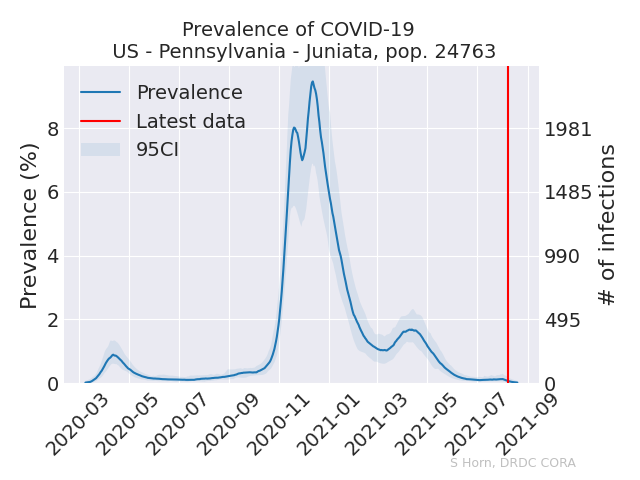 Prevalence of COVID-19
US - Pennsylvania - Juniata, pop. 24763
Prevalence
Latest data
95CI
Prevalence (%)
8
6
4
2
0
1981
1485
990
495
0
# of infections
2020-03
2020-05
2020-07
2020-09
2020-11
2021-01
2021-03
2021-05
2021-07
2021-09
S Horn, DRDC CORA